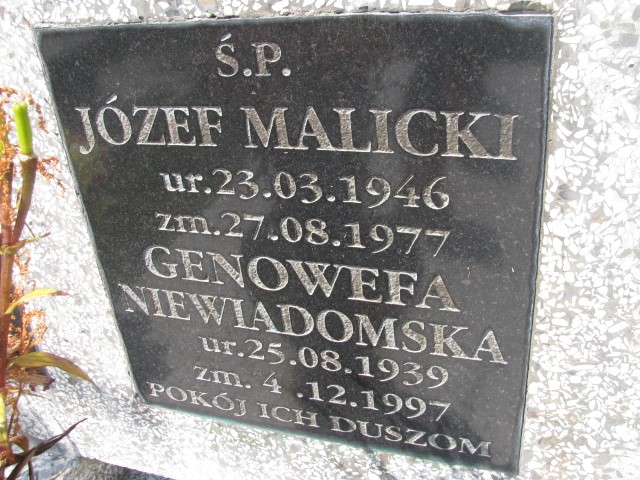 Ś.P.
JÓZEF MALICKI
ur.23.03.1946
zm.27.08.1977
GENOWEFA
NIEWIADOMSKA
ur.25.08.1939
zm. 4 .12.1997
POKÓJ ICH DUSZOM